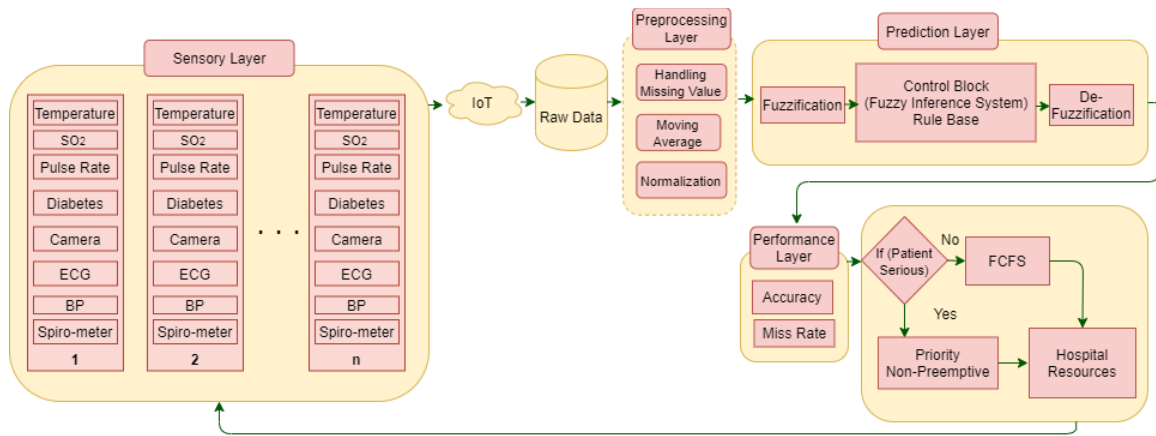 Sensory Layer
Temperature
SO2
Pulse Rate
Diabetes
Camera
ECG
BP
Spiro-meter
1
Temperature
SO2
Pulse Rate
Diabetes
Camera
ECG
BP
Spiro-meter
2
. . .
Temperature
SO2
Pulse Rate
Diabetes
Camera
ECG
BP
Spiro-meter
n
IoT
Raw Data
Preprocessing
Layer
Handling
Missing Value
Moving
Average
Normalization
Prediction Layer
Fuzzification
Control Block
(Fuzzy Inference System)
Rule Base
De-
Fuzzification
Performance
Layer
Accuracy
Miss Rate
If (Patient
Serious)
No
FCFS
Yes
Priority
Non-Preemptive
Hospital
Resources